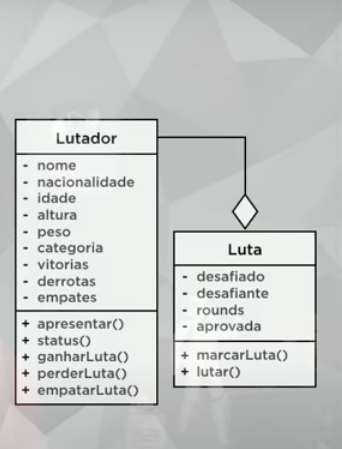 Lutador
- nome
- nacionalidade
- idade
- altura
- peso
- categoria
- vitorias
- derrotas
- empates
+ apresentar()
+ status()
+ ganharLuta()
+ perderLuta()
+ empatarLuta()
Luta
- desafiado
- desafiante
- rounds
- aprovada
+ marcarLuta()
+ lutar()